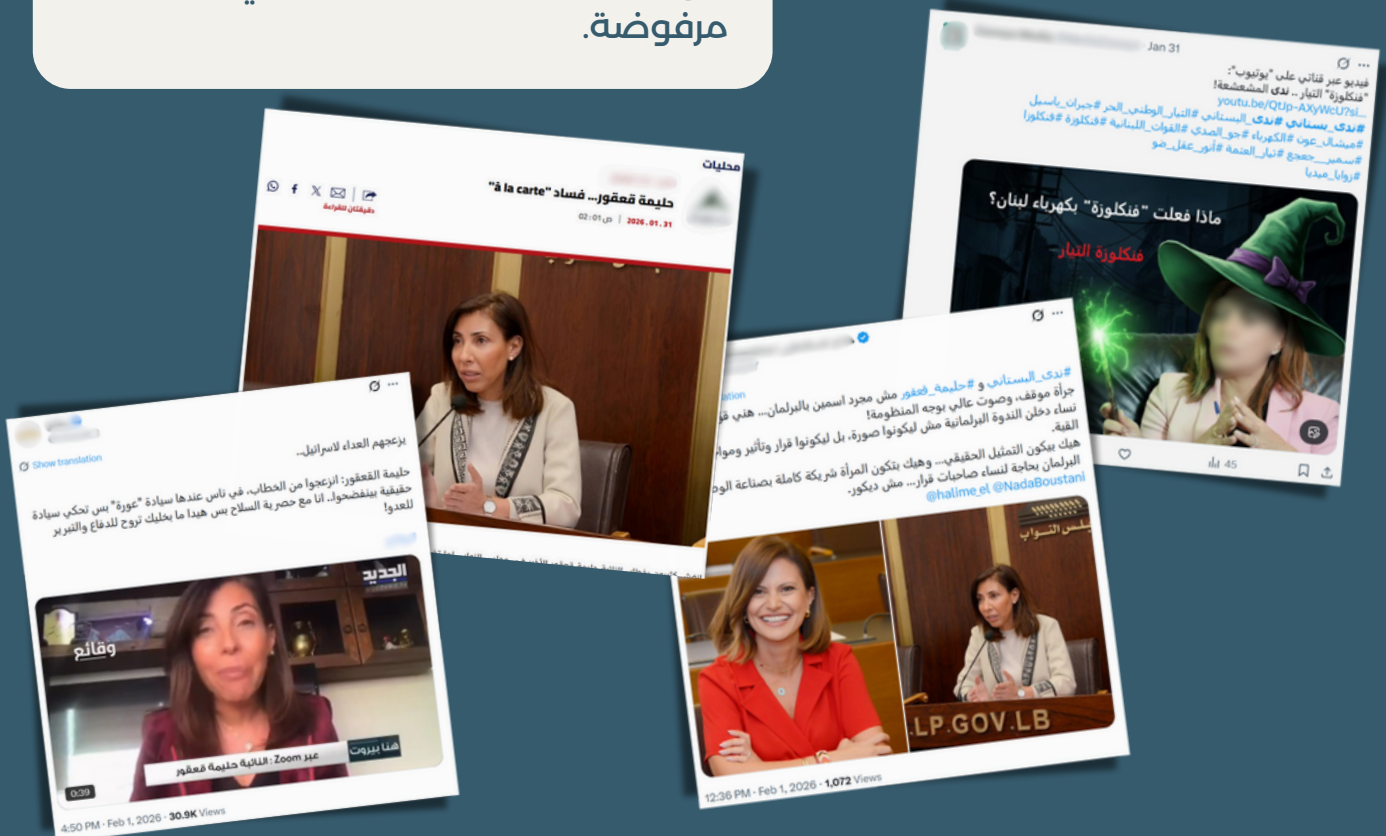 مرفوضة.
Jan 31
فيديو عبر قناتي على "يوتيوب":
"فنكلوزة" التيار .. ندى المشعشعة!
youtu.be/QtJp-AXyWcU?si...
#ندى_بستاني #ندى_البستاني #التيار_الوطني_الحر #جبران_باسيل
#ميشال_عون #الكهرباء #جو_الصدي #القوات_اللبنانية #فنكلوزة #فنكلوزا
#سمير__جعجع #تيار_العتمة #أنور_عقل_ضو
#زوايا_ميديا
ماذا فعلت "فنكلوزة" بكهرباء لبنان؟
فنكلوزة التيار
45
محليات
حليمة قعقور... فساد "à la carte"
2026.01.31 | 02:01 ص
دقيقتان للقراءة
#ندى_البستاني و #حليمة_قعقور مش مجرد اسمين بالبرلمان... هني
جرأة موقف، وصوت عالي بوجه المنظومة!
نساء دخلن الندوة البرلمانية مش ليكونوا صورة، بل ليكونوا قرار وتأثير
القبة.
هيك بيكون التمثيل الحقيقي... وهيك بتكون المرأة شريكة كاملة بصناعة
البرلمان بحاجة لنساء صاحبات قرار... مش ديكور.
@halime_el @NadaBoustani
مجلس النواب
LP.GOV.LB
12:36 PM · Feb 1, 2026 · 1,072 Views
Show translation
يزعجهم العداء لاسرائيل..
حليمة القعقور: انزعجوا من الخطاب، في ناس عندها سيادة "عورة" بس تحكي سيادة
حقيقية بينفضحوا.. انا مع حصرية السلاح بس هيدا ما بخليك تروح للدفاع والتبرير
للعدو!
الجديد
وقائع
هنا بيروت
عبر Zoom : النائبة حليمة قعقور
0:39
4:50 PM · Feb 1, 2026 · 30.9K Views